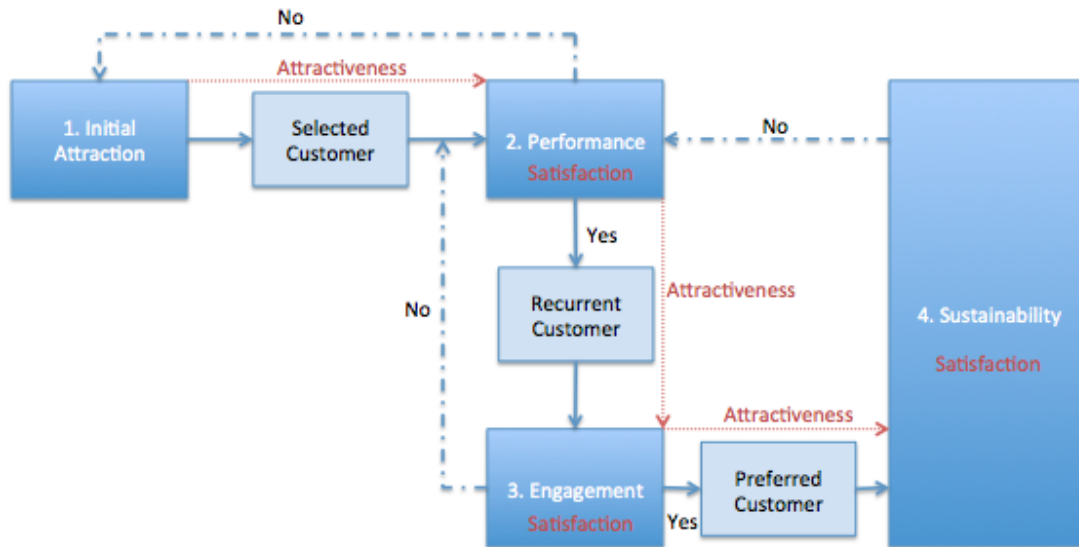 No
Attractiveness
1. Initial
Attraction
Selected
Customer
2. Performance
Satisfaction
No
Yes
Attractiveness
No
Recurrent
Customer
4. Sustainability
Satisfaction
Attractiveness
3. Engagement
Satisfaction
Yes
Preferred
Customer